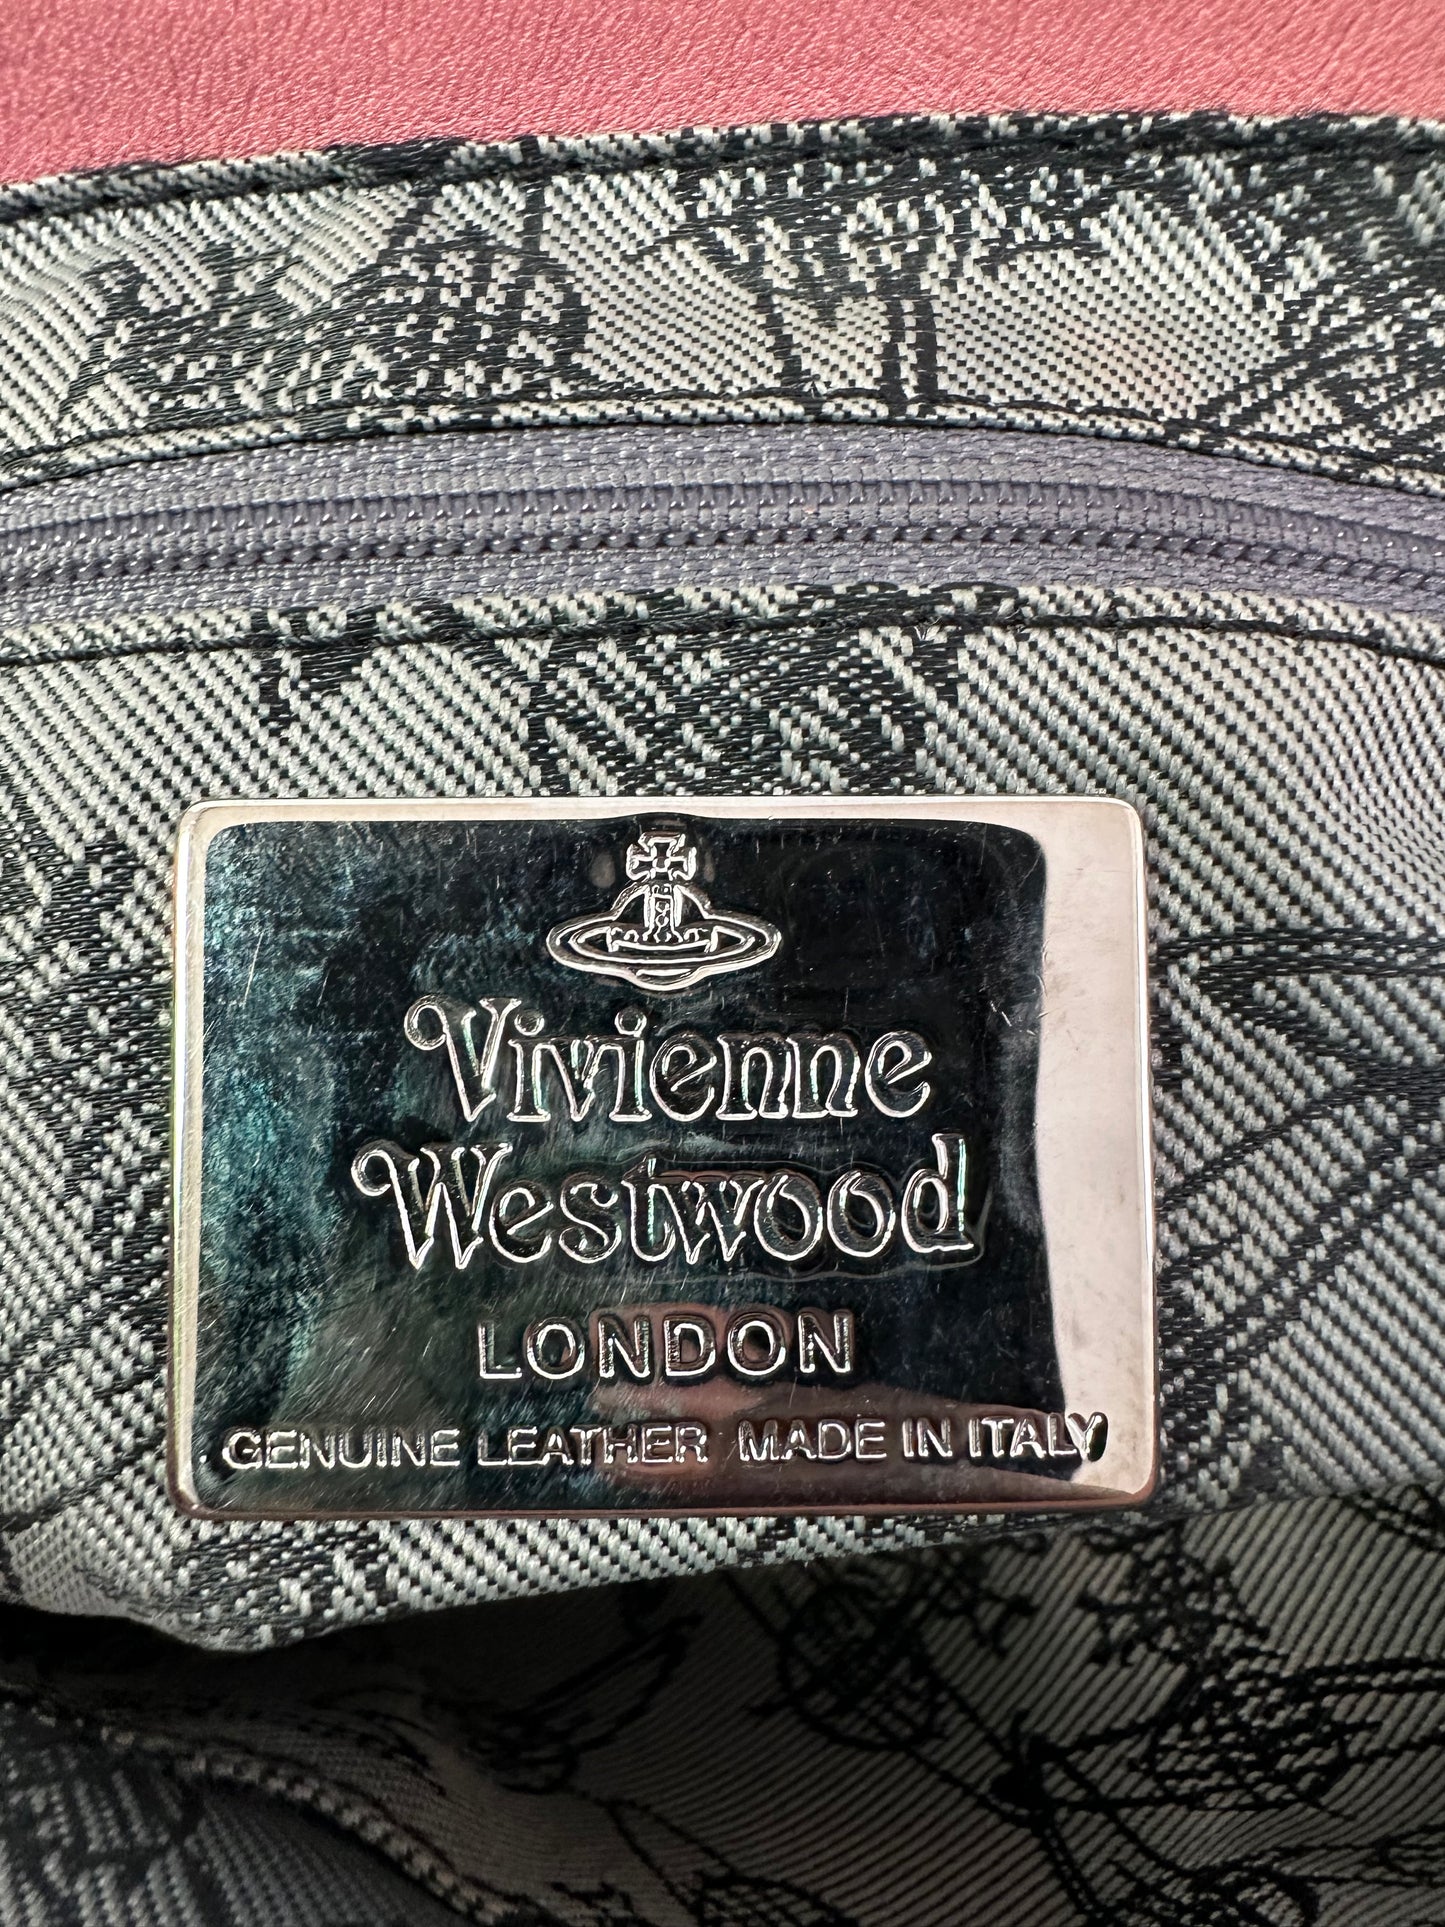 Vivienne
Westwood
LONDON
GENUINE LEATHER MADE IN ITALY